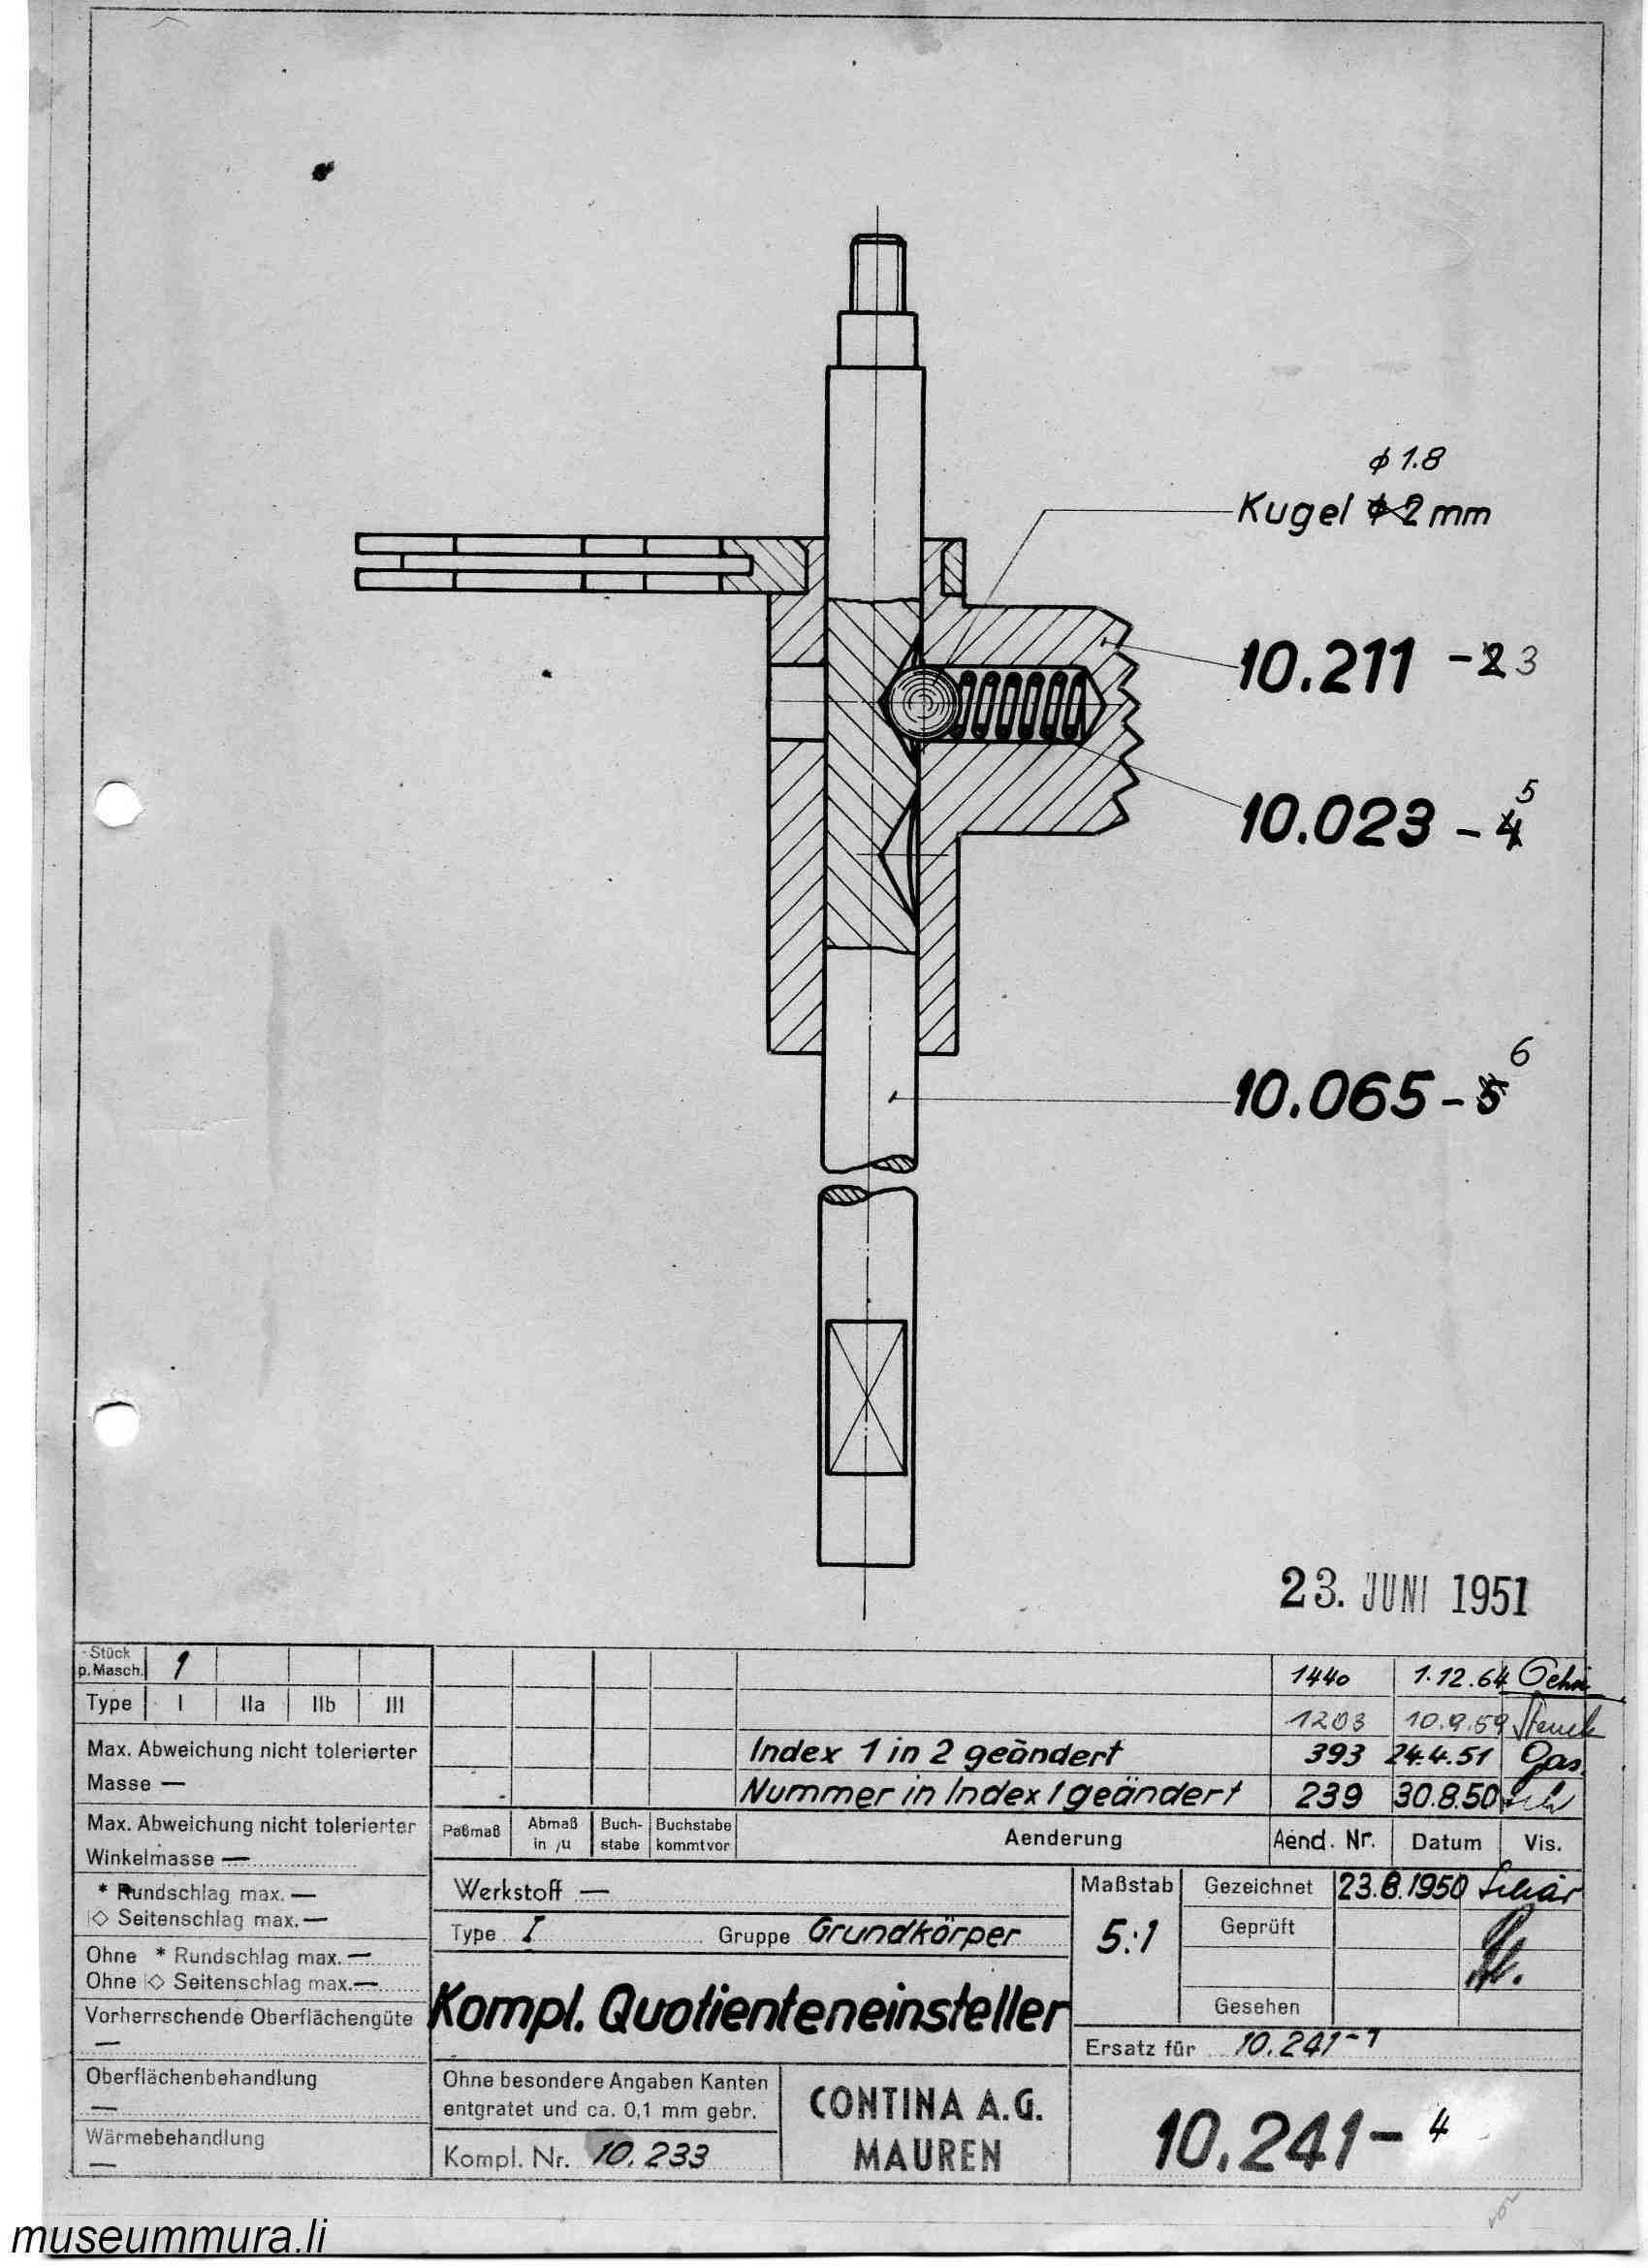 φ 1.8
Kugel φ 2 mm
10.211 - 2 3
5
10.023 - 4
6
10.065 - 5
23. JUNI 1951
Stück
p. Masch. 1
Type I IIa IIb III
Max. Abweichung nicht tolerierter
Masse —
Max. Abweichung nicht tolerierter
Winkelmasse —
* Rundschlag max. —
◇ Seitenschlag max. —
Ohne * Rundschlag max. —
Ohne ◇ Seitenschlag max. —
Vorherrschende Oberflächengüte
—
Oberflächenbehandlung
—
Wärmebehandlung
—
1440 1.12.64
1203 10.9.59
Index 1 in 2 geändert 393 24.4.51 Gas.
Nummer in Index 1 geändert 239 30.8.50
Paßmaß Abmaß in µ Buchstabe Buchstabe kommt vor Aenderung Aend. Nr. Datum Vis.
Werkstoff —
Type I Gruppe Grundkörper
Kompl. Quotienteneinsteller
Ohne besondere Angaben Kanten
entgratet und ca. 0,1 mm gebr.
Kompl. Nr. 10.233
CONTINA A.G.
MAUREN
Maßstab
5:1
Gezeichnet 23.8.1950 Schär
Geprüft
Gesehen
Ersatz für 10.241-1
10.241- 4
museummura.li